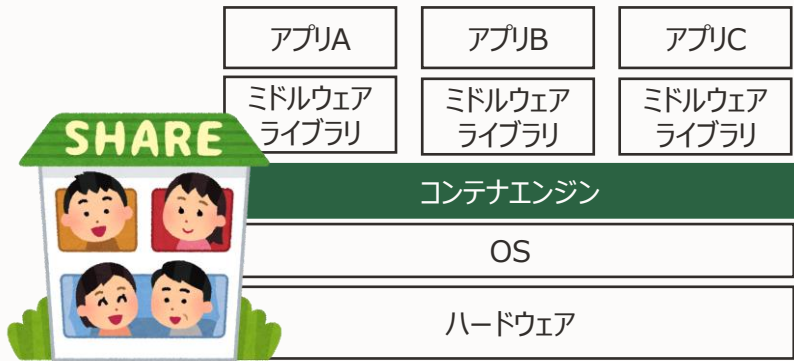 アプリA
アプリB
アプリC
ミドルウェア
ライブラリ
ミドルウェア
ライブラリ
ミドルウェア
ライブラリ
SHARE
コンテナエンジン
OS
ハードウェア